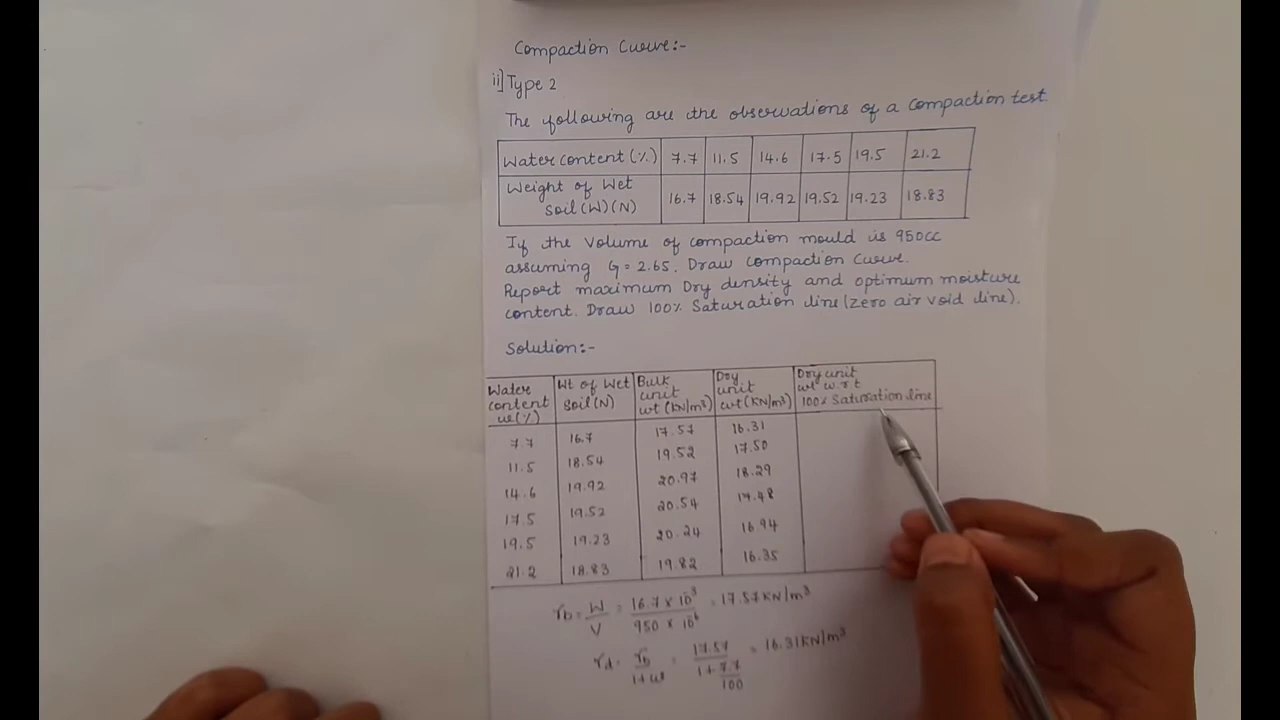 Compaction Curve:-
ii] Type 2
The following are the observations of a compaction test.
Water content (%) 7.7 11.5 14.6 17.5 19.5 21.2
Weight of Wet
Soil (W) (N) 16.7 18.54 19.92 19.52 19.23 18.83
If the Volume of compaction mould is 950cc
assuming G = 2.65. Draw compaction Curve.
Report maximum Dry density and optimum moisture
content. Draw 100% Saturation line (Zero air void line).
Solution:-
Water content w (%) Wt of Wet Soil (N) Bulk unit wt (KN/m³) Dry unit wt (KN/m³) Dry unit wt w.r.t 100% Saturation line
7.7 16.7 17.57 16.31
11.5 18.54 19.52 17.50
14.6 19.92 20.97 18.29
17.5 19.52 20.54 17.48
19.5 19.23 20.24 16.94
21.2 18.83 19.82 16.35
γb = W/V = 16.7 × 10⁻³ / 950 × 10⁻⁶ = 17.57 KN/m³
γd = γb / 1+w = 17.57 / 1 + 7.7/100 = 16.31 KN/m³